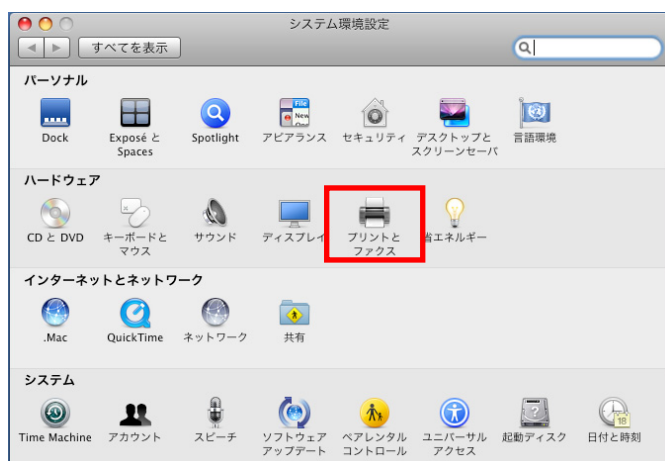 システム環境設定
すべてを表示
パーソナル
Dock
Exposé と
Spaces
Spotlight
アピアランス
セキュリティ
デスクトップと
スクリーンセーバ
言語環境
ハードウェア
CD と DVD
キーボードと
マウス
サウンド
ディスプレイ
プリントと
ファクス
省エネルギー
インターネットとネットワーク
.Mac
QuickTime
ネットワーク
共有
システム
Time Machine
アカウント
スピーチ
ソフトウェア
アップデート
ペアレンタル
コントロール
ユニバーサル
アクセス
起動ディスク
日付と時刻